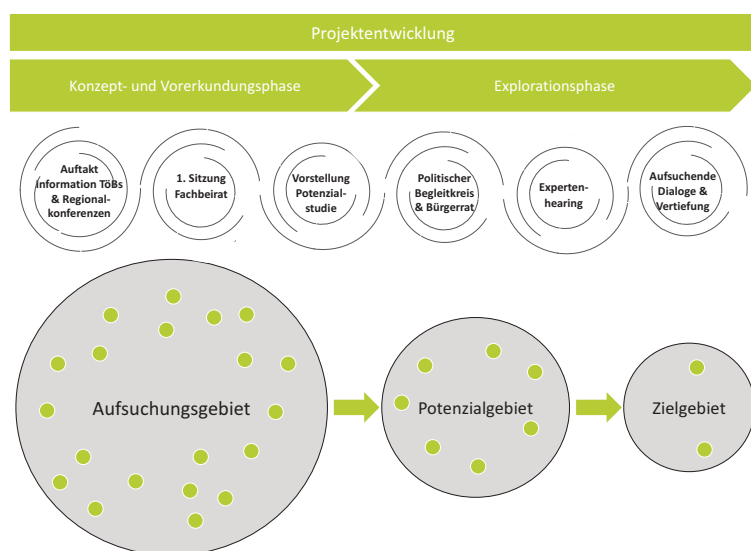 Projektentwicklung
Konzept- und Vorerkundungsphase
Explorationsphase
Auftakt
Information TöBs
& Regional-
konferenzen
1. Sitzung
Fachbeirat
Vorstellung
Potenzial-
studie
Politischer
Begleitkreis
& Bürgerrat
Experten-
hearing
Aufsuchende
Dialoge &
Vertiefung
Aufsuchungsgebiet
Potenzialgebiet
Zielgebiet